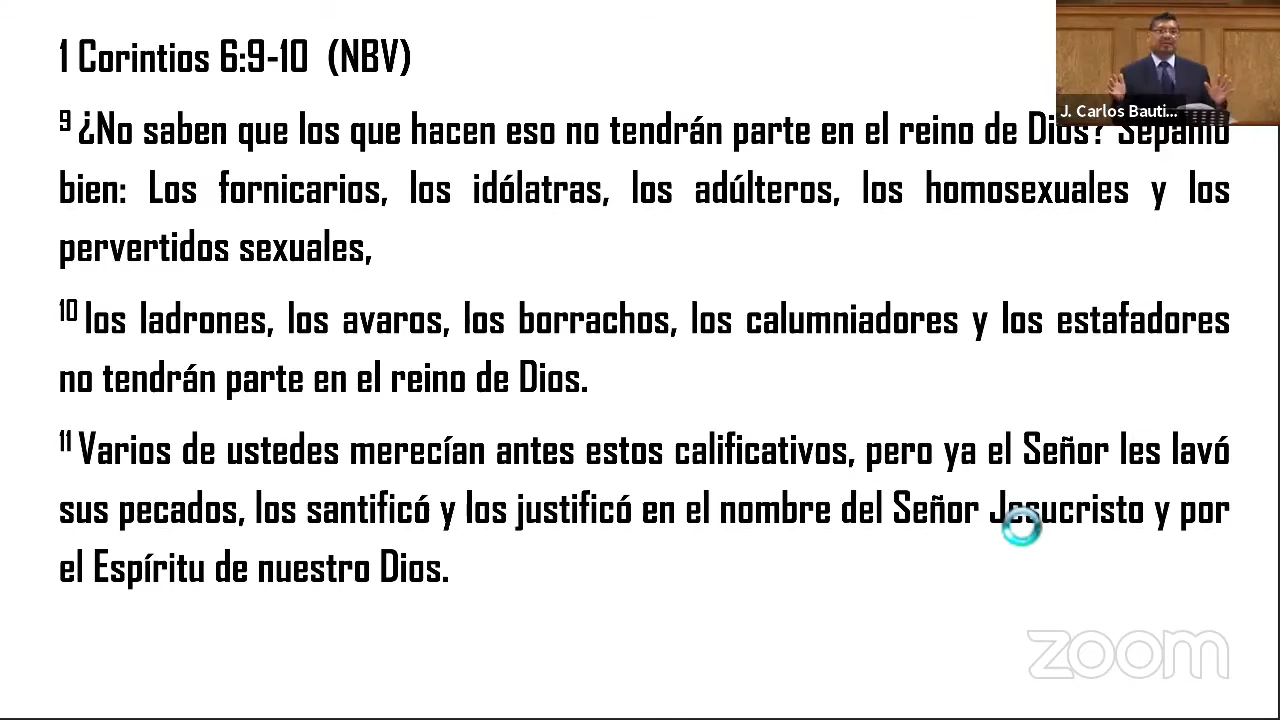 1 Corintios 6:9-10 (NBV)
J. Carlos Bauti...
9 ¿No saben que los que hacen eso no tendrán parte en el reino de Dios? Sépanlo
bien: Los fornicarios, los idólatras, los adúlteros, los homosexuales y los
pervertidos sexuales,
10 los ladrones, los avaros, los borrachos, los calumniadores y los estafadores
no tendrán parte en el reino de Dios.
11 Varios de ustedes merecían antes estos calificativos, pero ya el Señor les lavó
sus pecados, los santificó y los justificó en el nombre del Señor Jesucristo y por
el Espíritu de nuestro Dios.
zoom